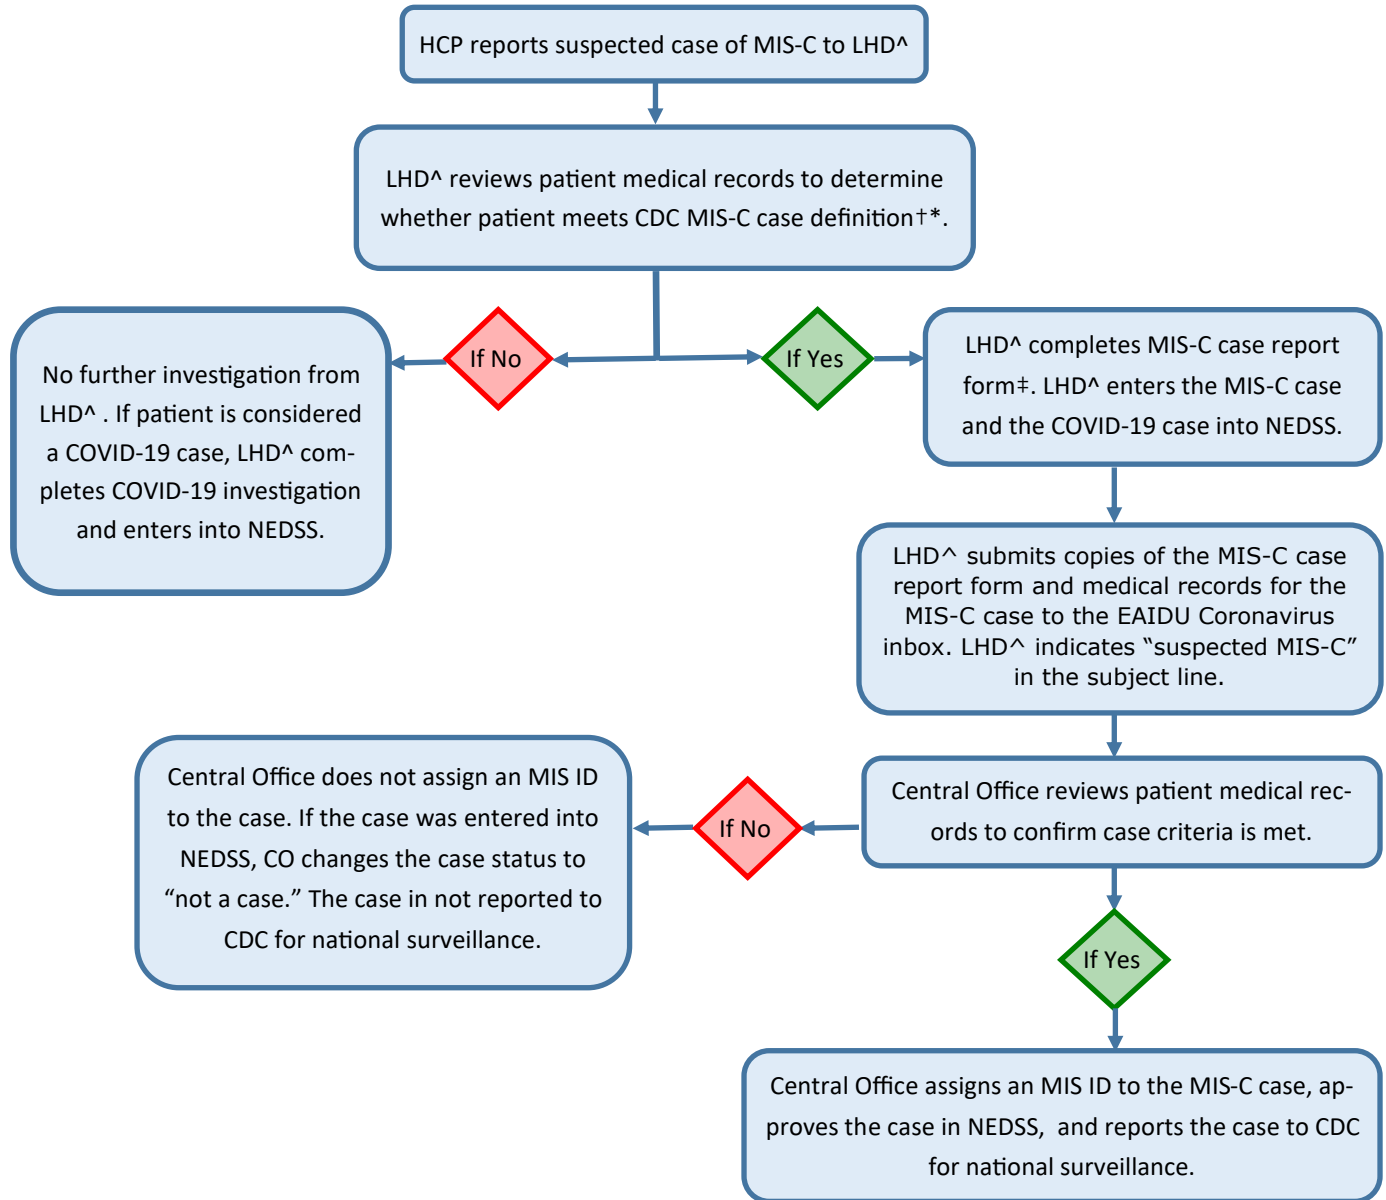 HCP reports suspected case of MIS-C to LHD^
LHD^ reviews patient medical records to determine
whether patient meets CDC MIS-C case definition†*.
If No
If Yes
No further investigation from
LHD^ . If patient is considered
a COVID-19 case, LHD^ com-
pletes COVID-19 investigation
and enters into NEDSS.
LHD^ completes MIS-C case report
form‡. LHD^ enters the MIS-C case
and the COVID-19 case into NEDSS.
LHD^ submits copies of the MIS-C case
report form and medical records for the
MIS-C case to the EAIDU Coronavirus
inbox. LHD^ indicates “suspected MIS-C”
in the subject line.
Central Office reviews patient medical rec-
ords to confirm case criteria is met.
If No
Central Office does not assign an MIS ID
to the case. If the case was entered into
NEDSS, CO changes the case status to
“not a case.” The case in not reported to
CDC for national surveillance.
If Yes
Central Office assigns an MIS ID to the MIS-C case, ap-
proves the case in NEDSS,  and reports the case to CDC
for national surveillance.